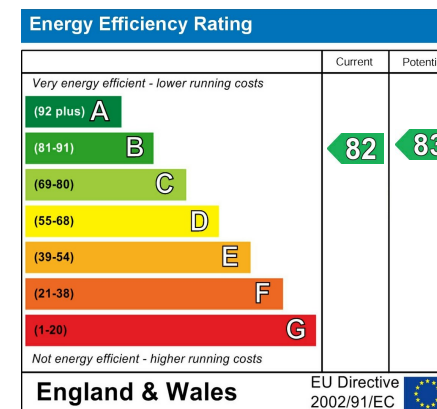 Energy Efficiency Rating
Current Potenti
Very energy efficient - lower running costs
(92 plus) A
(81-91) B 82 83
(69-80) C
(55-68) D
(39-54) E
(21-38) F
(1-20) G
Not energy efficient - higher running costs
England & Wales
EU Directive
2002/91/EC